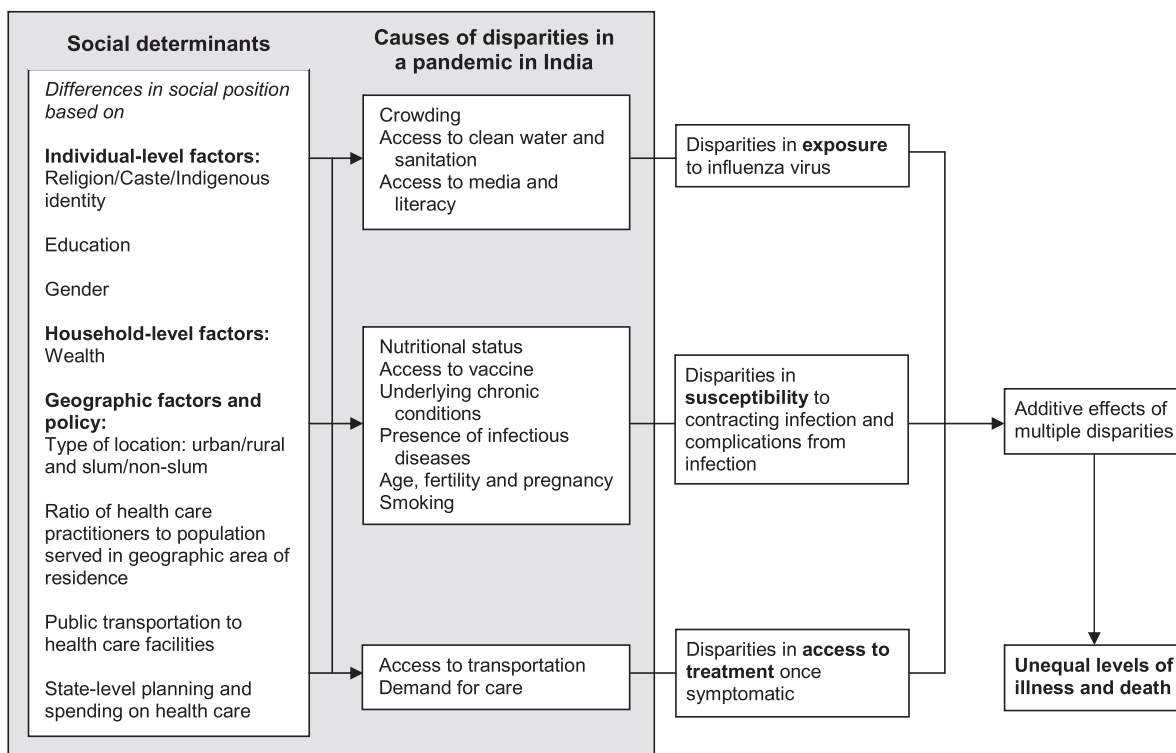 Social determinants
Differences in social position
based on
Individual-level factors:
Religion/Caste/Indigenous
identity
Education
Gender
Household-level factors:
Wealth
Geographic factors and
policy:
Type of location: urban/rural
and slum/non-slum
Ratio of health care
practitioners to population
served in geographic area of
residence
Public transportation to
health care facilities
State-level planning and
spending on health care
Causes of disparities in
a pandemic in India
Crowding
Access to clean water and
sanitation
Access to media and
literacy
Nutritional status
Access to vaccine
Underlying chronic
conditions
Presence of infectious
diseases
Age, fertility and pregnancy
Smoking
Access to transportation
Demand for care
Disparities in exposure
to influenza virus
Disparities in
susceptibility to
contracting infection and
complications from
infection
Disparities in access to
treatment once
symptomatic
Additive effects of
multiple disparities
Unequal levels of
illness and death